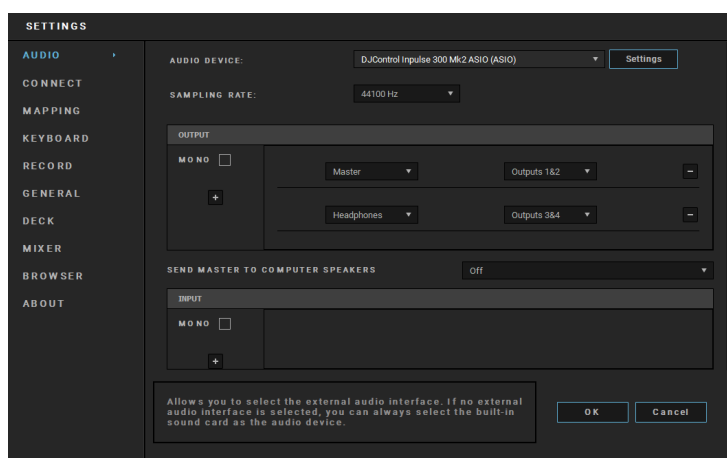 SETTINGS
AUDIO
CONNECT
MAPPING
KEYBOARD
RECORD
GENERAL
DECK
MIXER
BROWSER
ABOUT
AUDIO DEVICE: DJControl Inpulse 300 Mk2 ASIO (ASIO) Settings
SAMPLING RATE: 44100 Hz
OUTPUT
MONO
+
Master Outputs 1&2 −
Headphones Outputs 3&4 −
SEND MASTER TO COMPUTER SPEAKERS Off
INPUT
MONO
+
Allows you to select the external audio interface. If no external
audio interface is selected, you can always select the built-in
sound card as the audio device.
OK Cancel